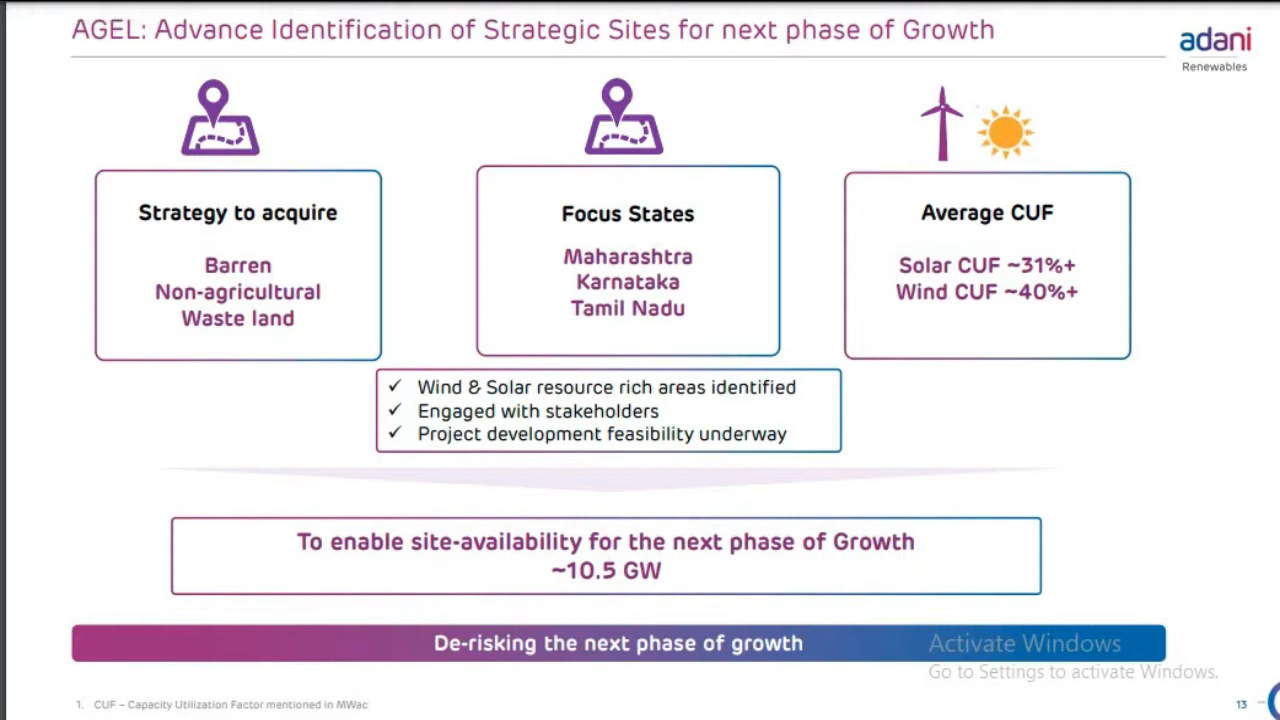 AGEL: Advance Identification of Strategic Sites for next phase of Growth
adani
Renewables
Strategy to acquire
Barren
Non-agricultural
Waste land
Focus States
Maharashtra
Karnataka
Tamil Nadu
Average CUF
Solar CUF ~31%+
Wind CUF ~40%+
✓ Wind & Solar resource rich areas identified
✓ Engaged with stakeholders
✓ Project development feasibility underway
To enable site-availability for the next phase of Growth
~10.5 GW
De-risking the next phase of growth
Activate Windows
Go to Settings to activate Windows.
1. CUF – Capacity Utilization Factor mentioned in MWac
13